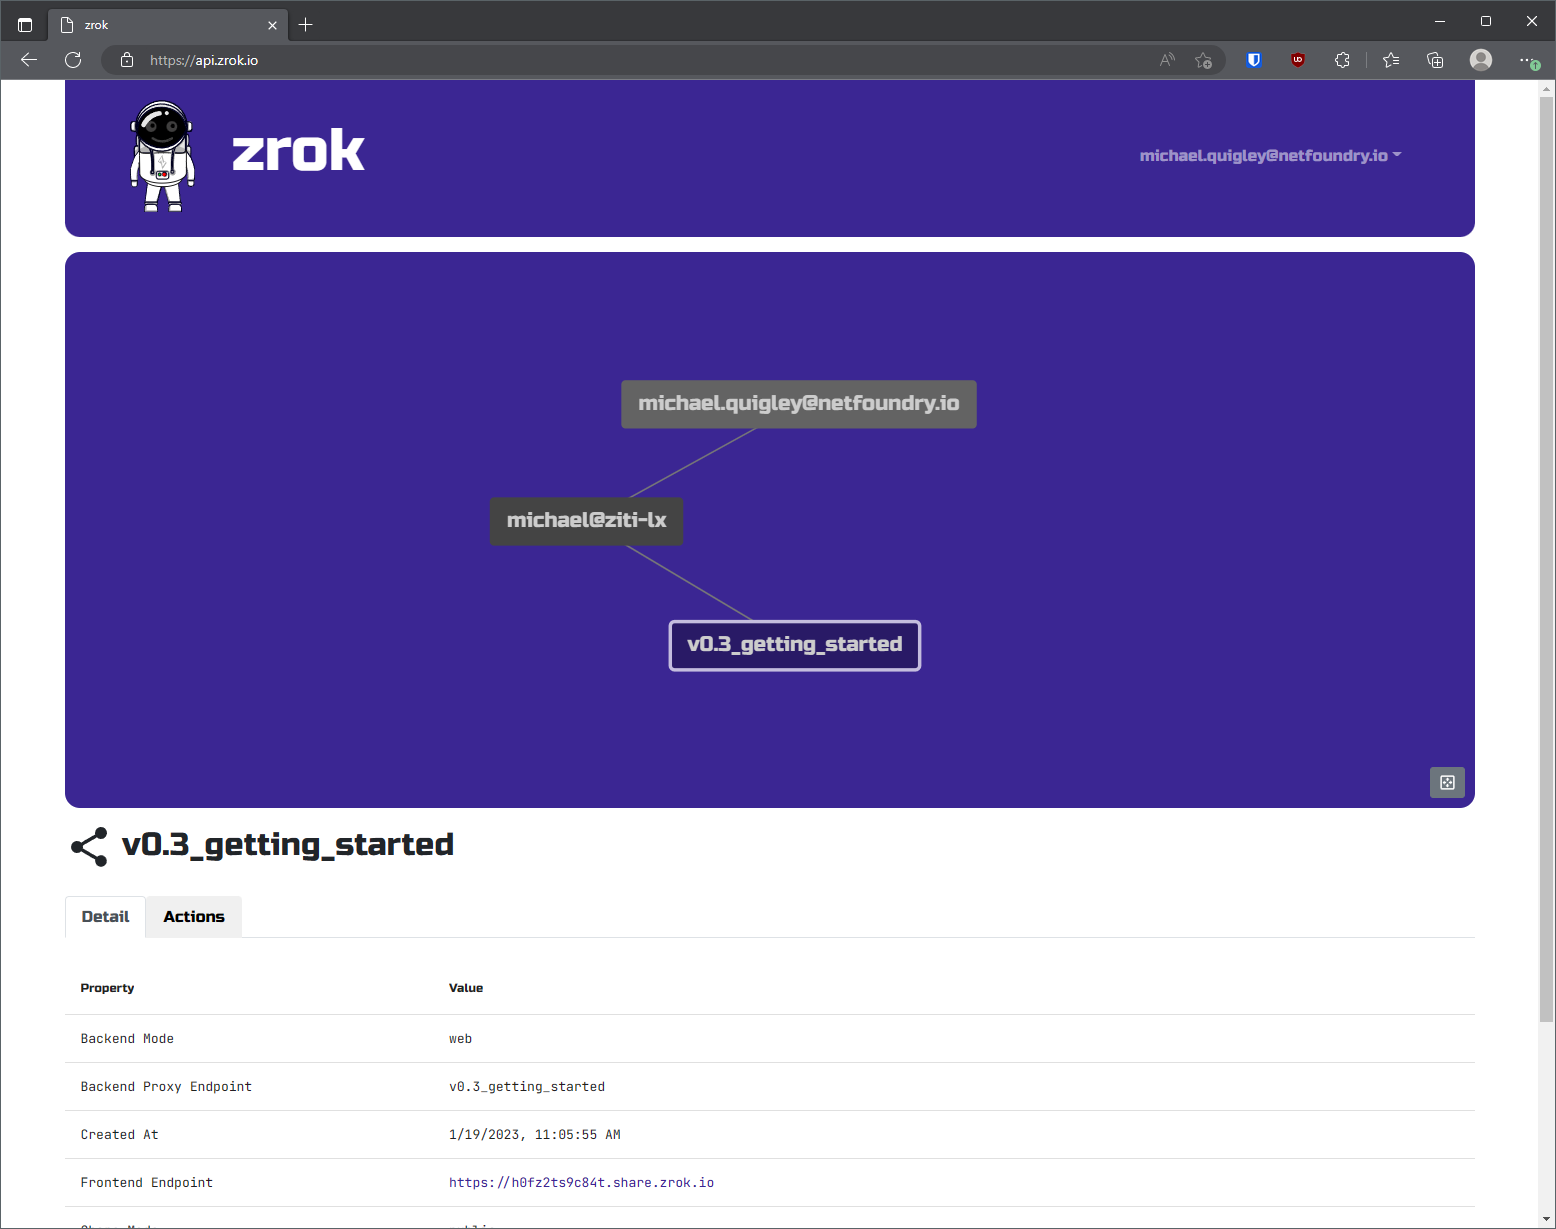 zrok
https://api.zrok.io
zrok
michael.quigley@netfoundry.io
michael.quigley@netfoundry.io
michael@ziti-lx
v0.3_getting_started
v0.3_getting_started
Detail Actions
Property Value
Backend Mode web
Backend Proxy Endpoint v0.3_getting_started
Created At 1/19/2023, 11:05:55 AM
Frontend Endpoint https://h0fz2ts9c84t.share.zrok.io